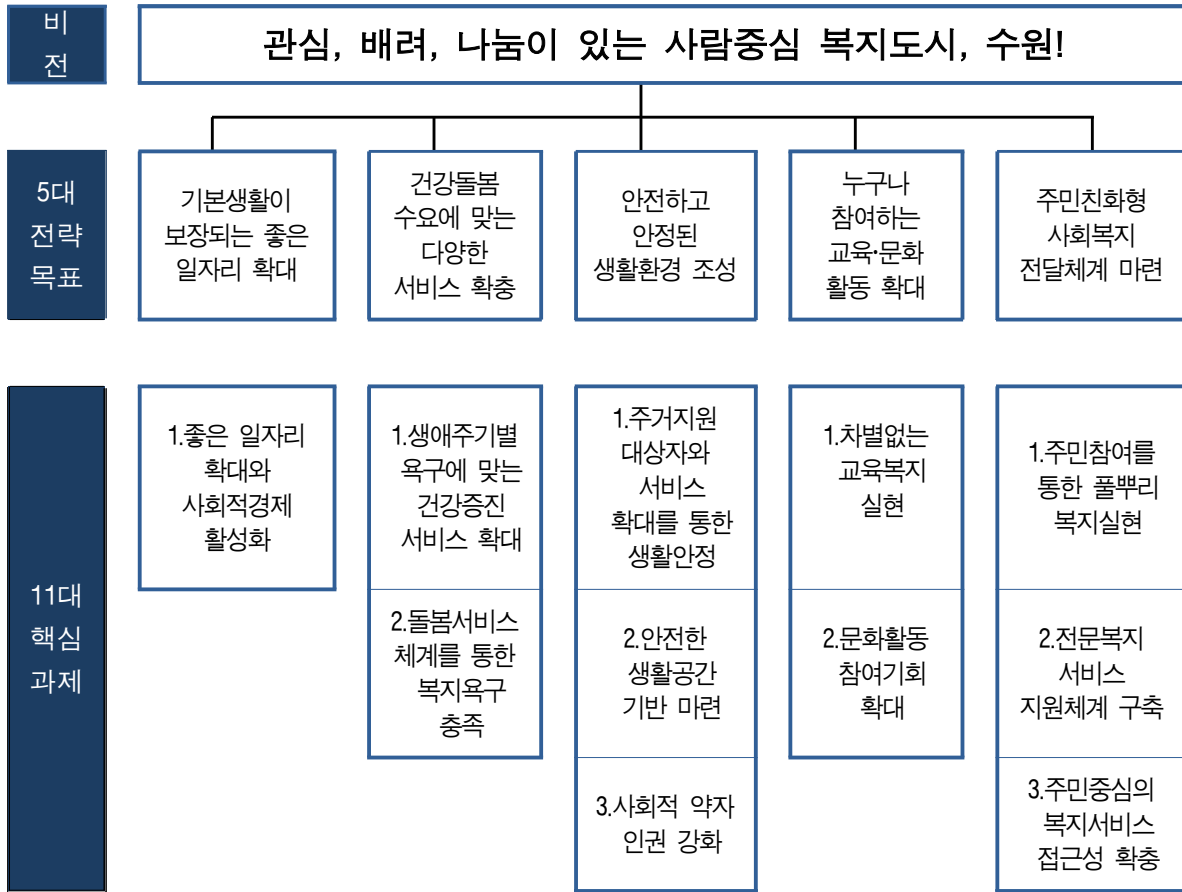 비
전
관심, 배려, 나눔이 있는 사람중심 복지도시, 수원!
5대
전략
목표
기본생활이
보장되는 좋은
일자리 확대
건강돌봄
수요에 맞는
다양한
서비스 확충
안전하고
안정된
생활환경 조성
누구나
참여하는
교육·문화
활동 확대
주민친화형
사회복지
전달체계 마련
11대
핵심
과제
1.좋은 일자리
확대와
사회적경제
활성화
1.생애주기별
욕구에 맞는
건강증진
서비스 확대
2.돌봄서비스
체계를 통한
복지욕구
충족
1.주거지원
대상자와
서비스
확대를 통한
생활안정
2.안전한
생활공간
기반 마련
3.사회적 약자
인권 강화
1.차별없는
교육복지
실현
2.문화활동
참여기회
확대
1.주민참여를
통한 풀뿌리
복지실현
2.전문복지
서비스
지원체계 구축
3.주민중심의
복지서비스
접근성 확충